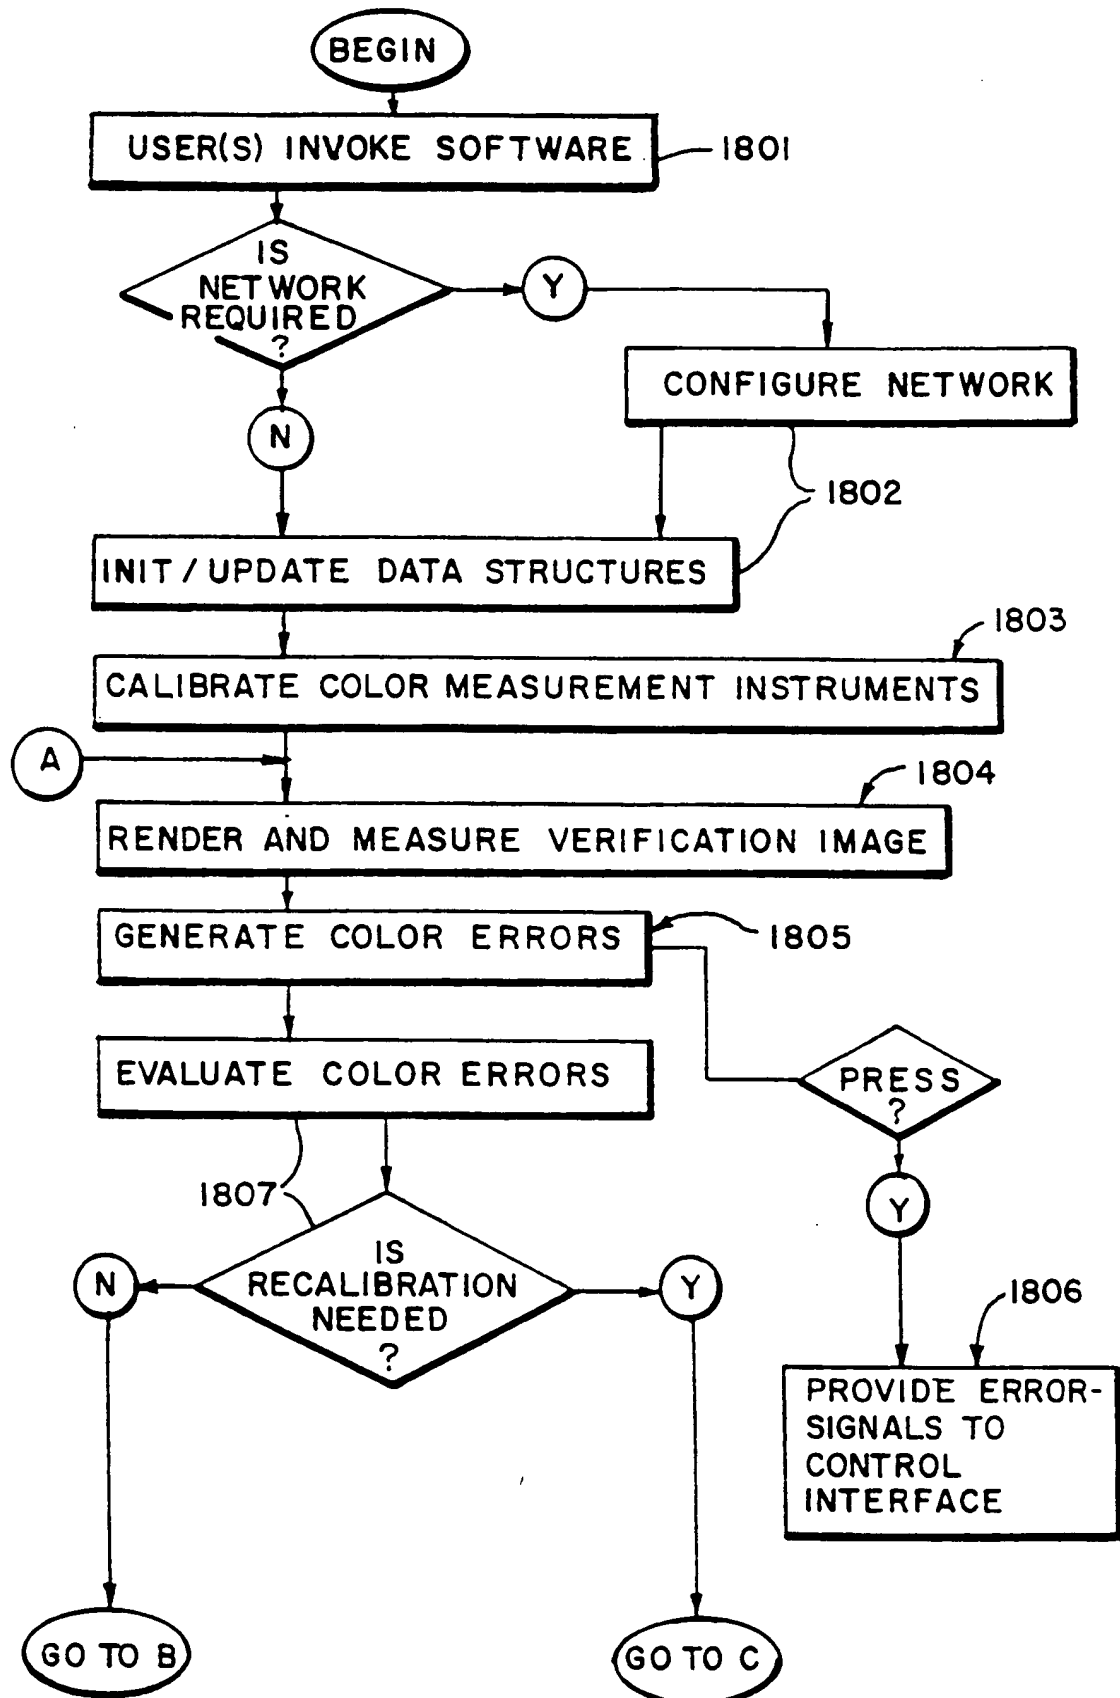 BEGIN
USER(S) INVOKE SOFTWARE
1801
IS
NETWORK
REQUIRED
?
Y
CONFIGURE NETWORK
N
1802
INIT / UPDATE DATA STRUCTURES
1803
CALIBRATE COLOR MEASUREMENT INSTRUMENTS
A
1804
RENDER AND MEASURE VERIFICATION IMAGE
GENERATE COLOR ERRORS
1805
EVALUATE COLOR ERRORS
PRESS
?
1807
Y
IS
RECALIBRATION
NEEDED
?
N
Y
1806
PROVIDE ERROR-
SIGNALS TO
CONTROL
INTERFACE
GO TO B
GO TO C